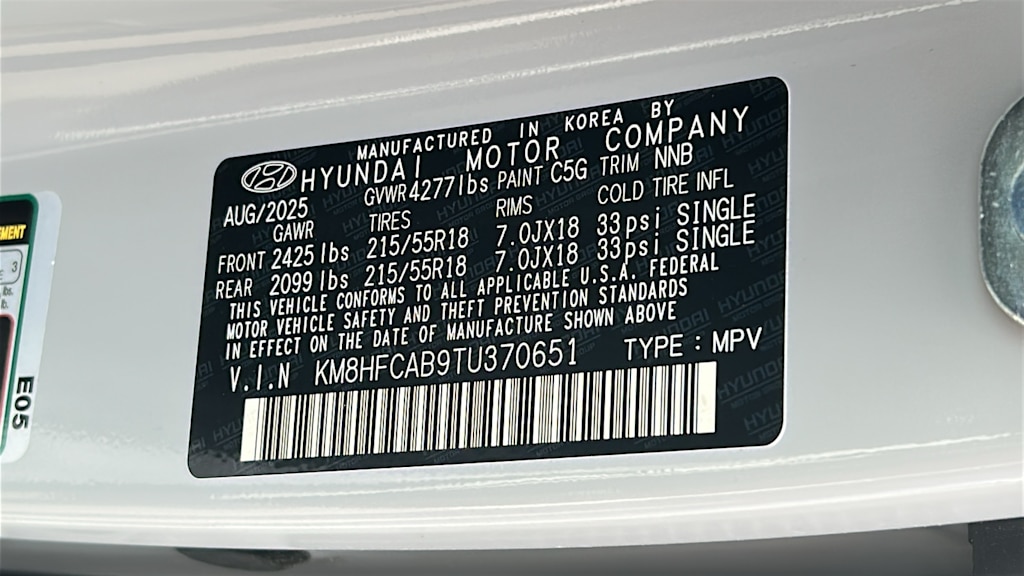 MANUFACTURED IN KOREA BY
HYUNDAI MOTOR COMPANY
AUG/2025 GVWR 4277lbs PAINT C5G TRIM NNB
GAWR TIRES RIMS COLD TIRE INFL
FRONT 2425 lbs 215/55R18 7.0JX18 33psi SINGLE
REAR 2099 lbs 215/55R18 7.0JX18 33psi SINGLE
THIS VEHICLE CONFORMS TO ALL APPLICABLE U.S.A. FEDERAL
MOTOR VEHICLE SAFETY AND THEFT PREVENTION STANDARDS
IN EFFECT ON THE DATE OF MANUFACTURE SHOWN ABOVE
V.I.N KM8HFCAB9TU370651 TYPE : MPV
E05
3